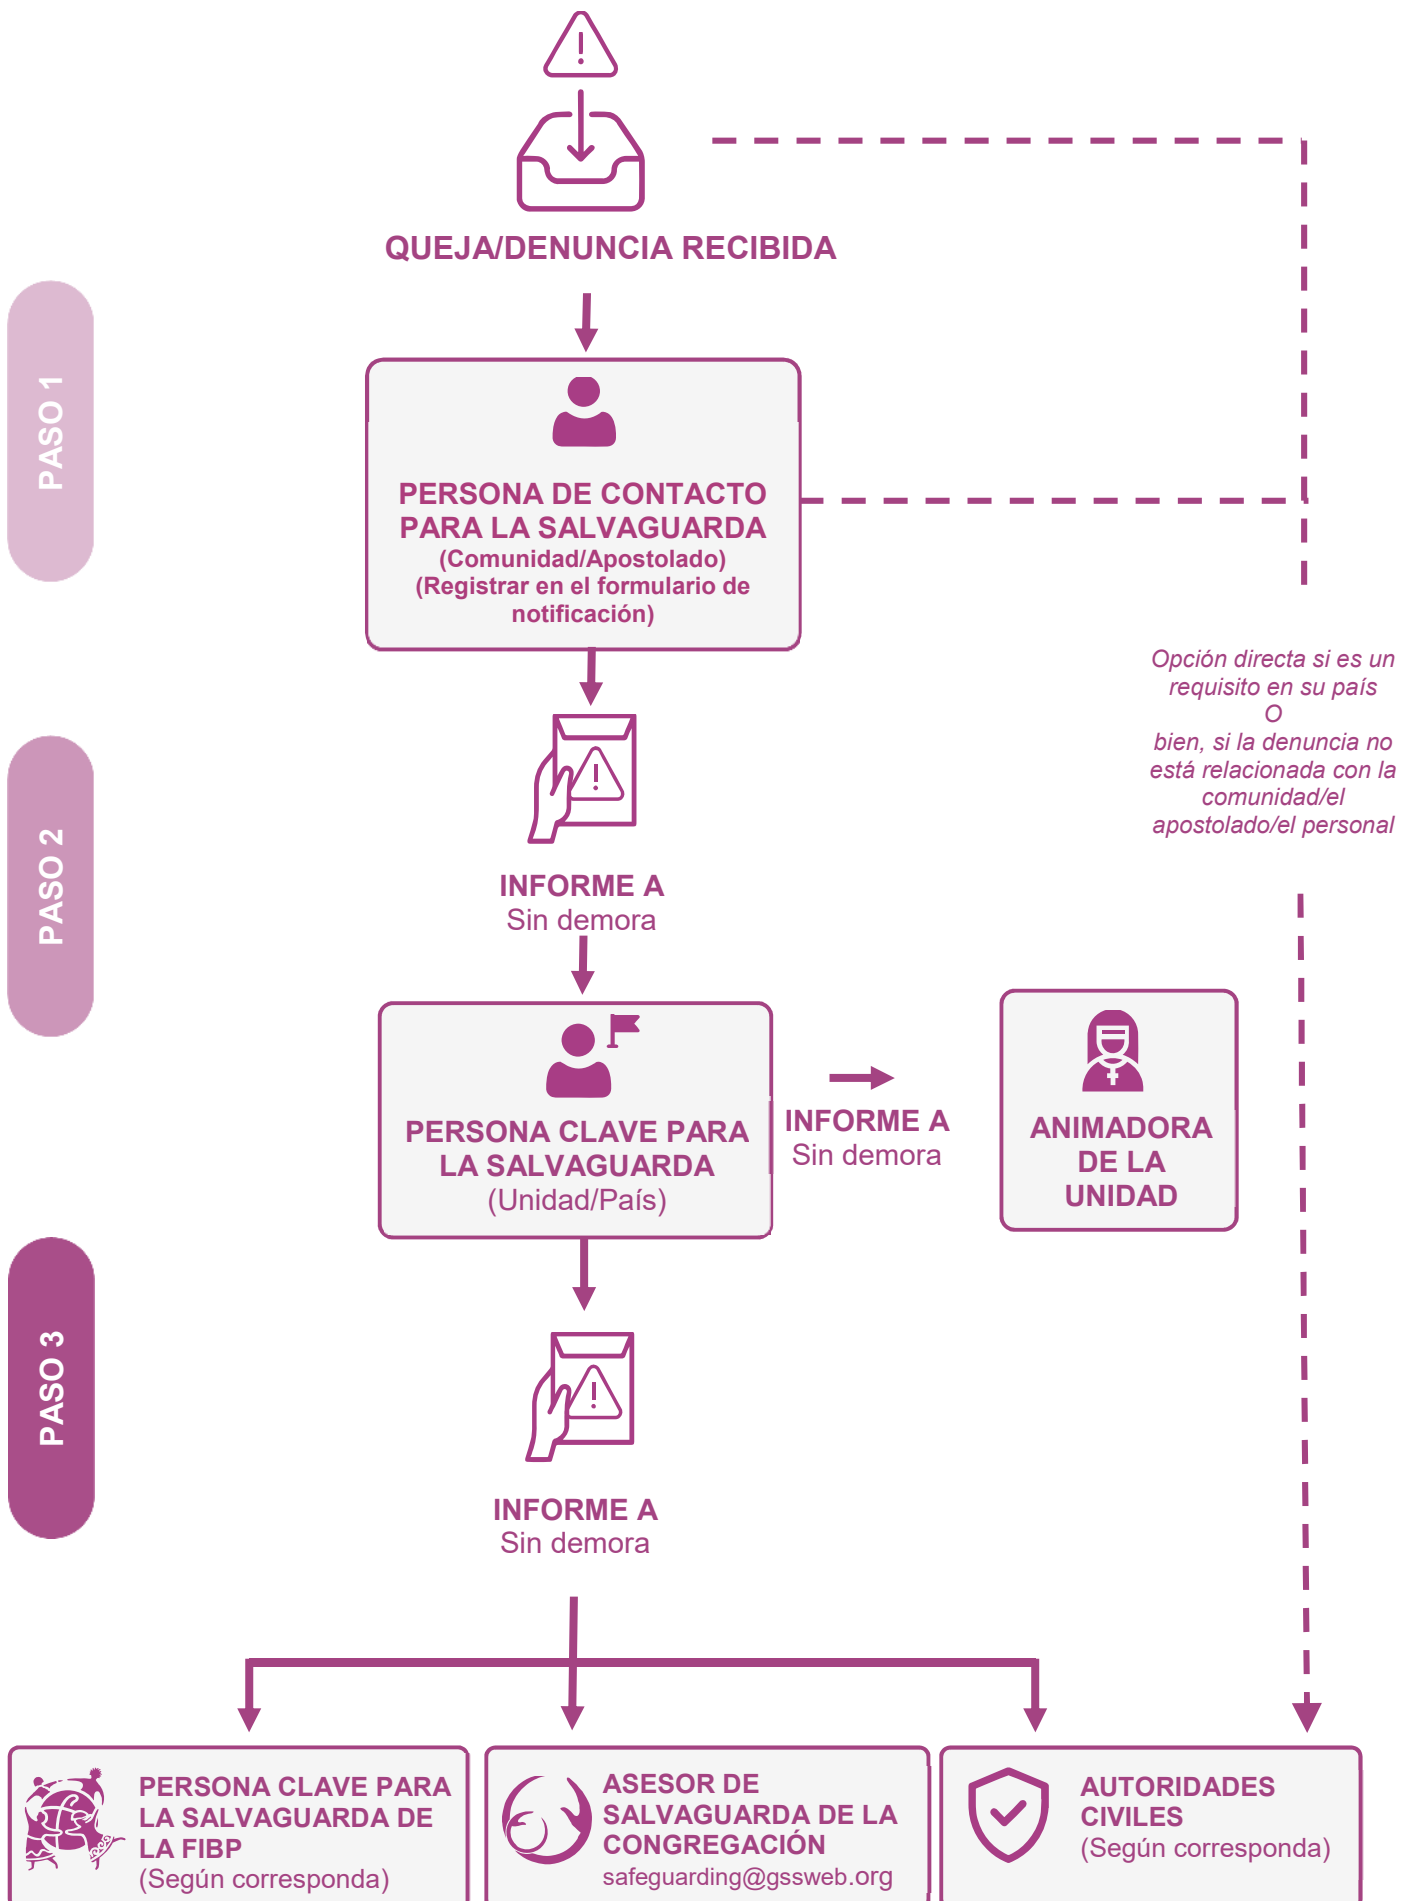 QUEJA/DENUNCIA RECIBIDA
PASO 1
PERSONA DE CONTACTO
PARA LA SALVAGUARDA
(Comunidad/Apostolado)
(Registrar en el formulario de
notificación)
Opción directa si es un
requisito en su país
O
bien, si la denuncia no
está relacionada con la
comunidad/el
apostolado/el personal
PASO 2
INFORME A
Sin demora
PERSONA CLAVE PARA
LA SALVAGUARDA
(Unidad/País)
INFORME A
Sin demora
ANIMADORA
DE LA
UNIDAD
PASO 3
INFORME A
Sin demora
PERSONA CLAVE PARA
LA SALVAGUARDA DE
LA FIBP
(Según corresponda)
ASESOR DE
SALVAGUARDA DE LA
CONGREGACIÓN
safeguarding@gssweb.org
AUTORIDADES
CIVILES
(Según corresponda)